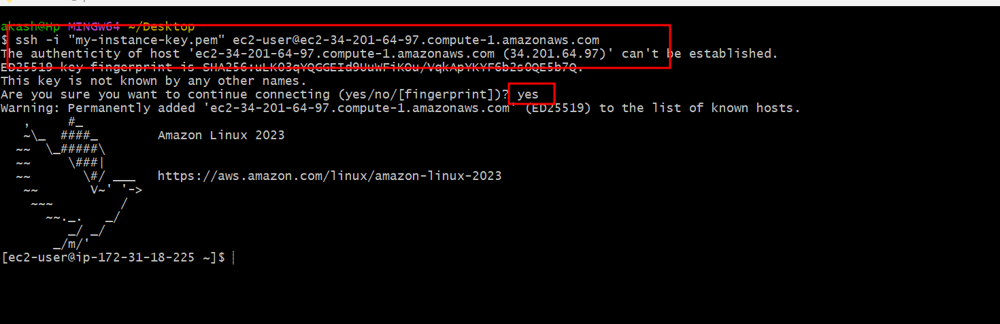 akash@Hp MINGW64 ~/Desktop
$ ssh -i "my-instance-key.pem" ec2-user@ec2-34-201-64-97.compute-1.amazonaws.com
The authenticity of host 'ec2-34-201-64-97.compute-1.amazonaws.com (34.201.64.97)' can't be established.
ED25519 key fingerprint is
This key is not known by any other names.
Are you sure you want to continue connecting (yes/no/[fingerprint])? yes
Warning: Permanently added 'ec2-34-201-64-97.compute-1.amazonaws.com' (ED25519) to the list of known hosts.
   ,     #_
   ~\_  ####_        Amazon Linux 2023
  ~~  \_#####\
  ~~     \###|
  ~~       \#/ ___   https://aws.amazon.com/linux/amazon-linux-2023
   ~~       V~' '->
    ~~~         /
      ~~._.   _/
         _/ _/
       _/m/'
[ec2-user@ip-172-31-18-225 ~]$